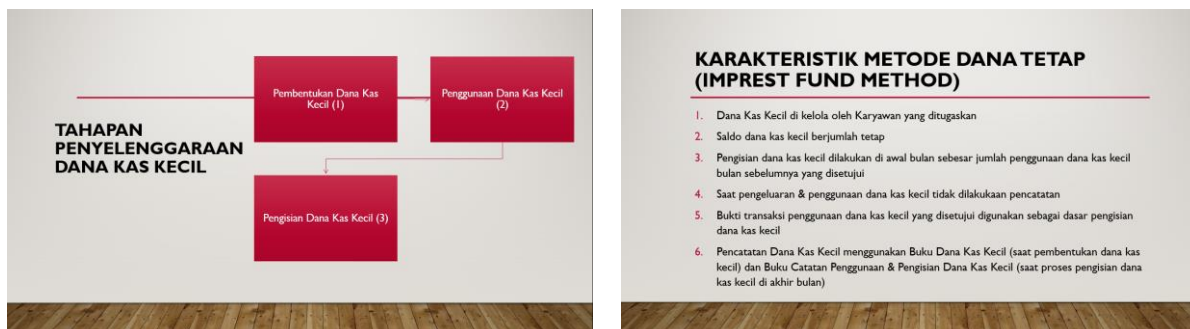 TAHAPAN
PENYELENGGARAAN
DANA KAS KECIL
Pembentukan Dana Kas
Kecil (1)
Penggunaan Dana Kas Kecil
(2)
Pengisian Dana Kas Kecil (3)
KARAKTERISTIK METODE DANA TETAP
(IMPREST FUND METHOD)
1. Dana Kas Kecil di kelola oleh Karyawan yang ditugaskan
2. Saldo dana kas kecil berjumlah tetap
3. Pengisian dana kas kecil dilakukan di awal bulan sebesar jumlah penggunaan dana kas kecil
bulan sebelumnya yang disetujui
4. Saat pengeluaran & penggunaan dana kas kecil tidak dilakukaan pencatatan
5. Bukti transaksi penggunaan dana kas kecil yang disetujui digunakan sebagai dasar pengisian
dana kas kecil
6. Pencatatan Dana Kas Kecil menggunakan Buku Dana Kas Kecil (saat pembentukan dana kas
kecil) dan Buku Catatan Penggunaan & Pengisian Dana Kas Kecil (saat proses pengisian dana
kas kecil di akhir bulan)